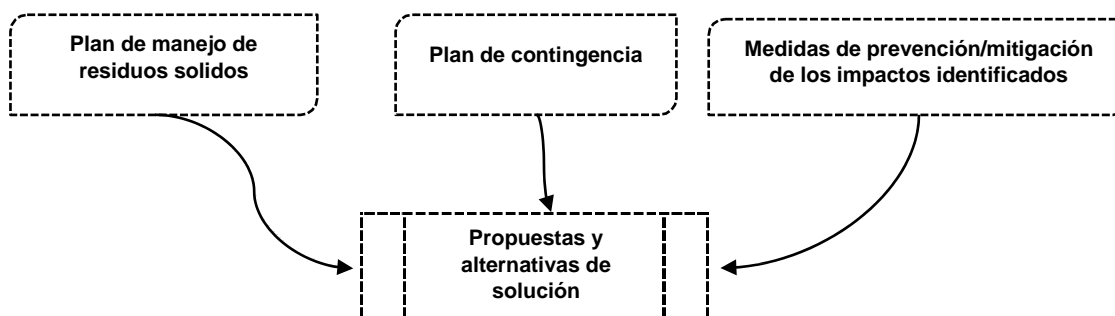 Plan de manejo de
residuos solidos
Plan de contingencia
Medidas de prevención/mitigación
de los impactos identificados
Propuestas y
alternativas de
solución